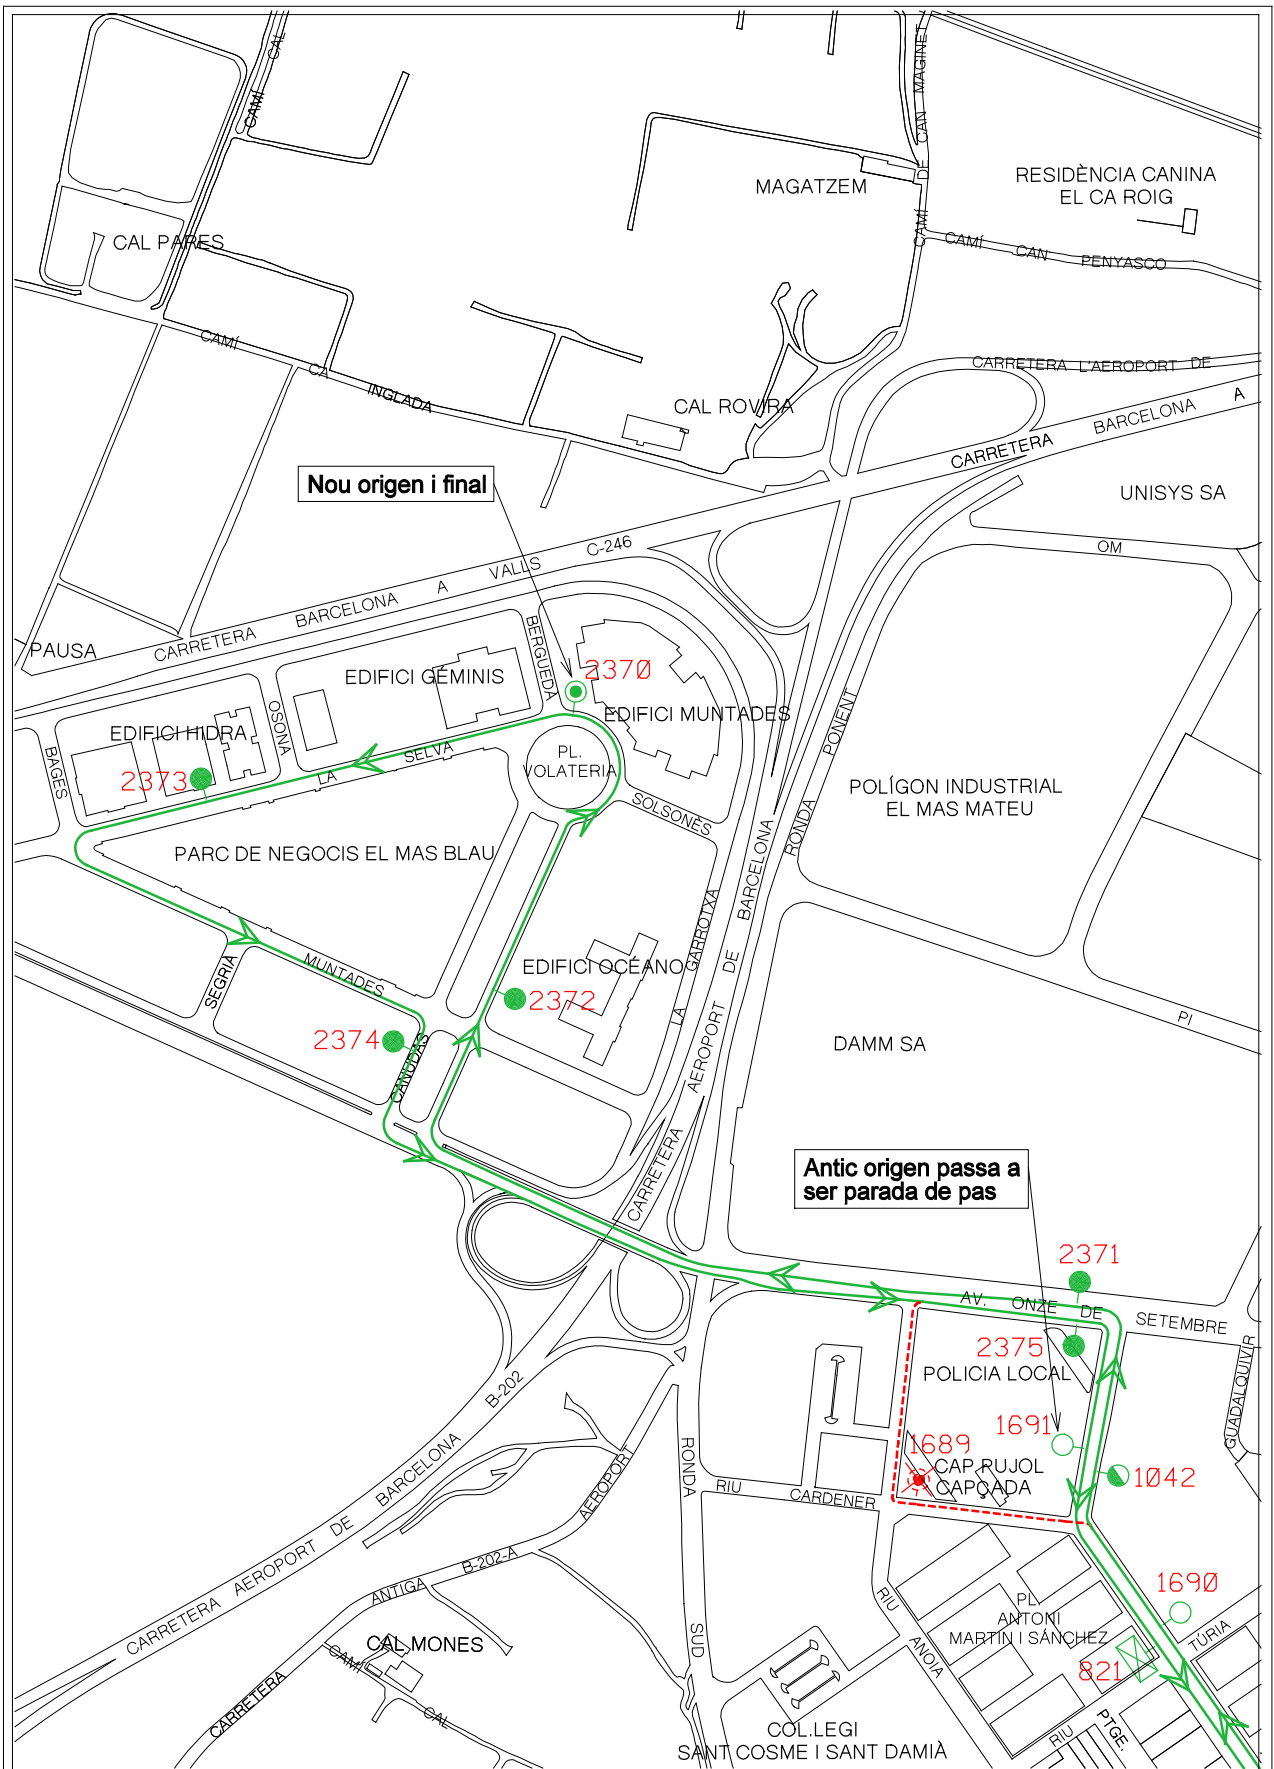 CAMÍ CAL
CAMÍ DE CAN MAGINET
MAGATZEM
RESIDÈNCIA CANINA
EL CA ROIG
CAL PARES
CAMÍ CAN PENYASCO
CAMÍ CA INGLADA
CARRETERA L'AEROPORT DE
CAL ROVIRA
CARRETERA BARCELONA A
Nou origen i final
UNISYS SA
OM
CARRETERA BARCELONA A VALLS C-246
PAUSA
BERGUEDA
EDIFICI GÉMINIS
2370
EDIFICI MUNTADES
OSONA
EDIFICI HIDRA
BAGES
2373
LA SELVA
PL.
VOLATERIA
SOLSONÈS
RONDA PONENT
POLÍGON INDUSTRIAL
EL MAS MATEU
PARC DE NEGOCIS EL MAS BLAU
LA GARROTXA
CARRETERA AEROPORT DE BARCELONA
SEGRIÀ
MUNTADES
EDIFICI OCÉANO
2372
2374
CANUDAS
DAMM SA
PI
Antic origen passa a
ser parada de pas
2371
AV. ONZE DE SETEMBRE
2375
POLICIA LOCAL
GUADALQUIVIR
1691
1689
CAP PUJOL
CAPÇADA
1042
CARRETERA AEROPORT DE BARCELONA B-202
RONDA SUD
RIU CARDENER
CARRETERA ANTIGA B-202-A AEROPORT
RIU ANOIA
1690
PL.
ANTONI
MARTÍN I SÁNCHEZ
TÚRIA
821
CAL MONES
CAMÍ CAL
RIU
PTGE.
COL.LEGI
SANT COSME I SANT DAMIÀ